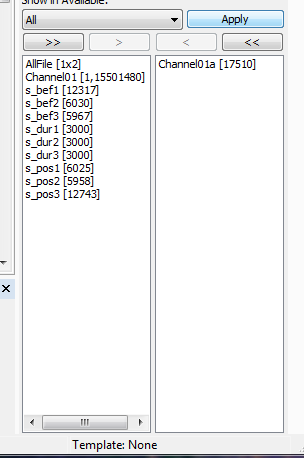 Show in Available:
All
Apply
>> > < <<
AllFile [1x2]
Channel01 [1,15501480]
s_bef1 [12317]
s_bef2 [6030]
s_bef3 [5967]
s_dur1 [3000]
s_dur2 [3000]
s_dur3 [3000]
s_pos1 [6025]
s_pos2 [5958]
s_pos3 [12743]
Channel01a [17510]
Template: None